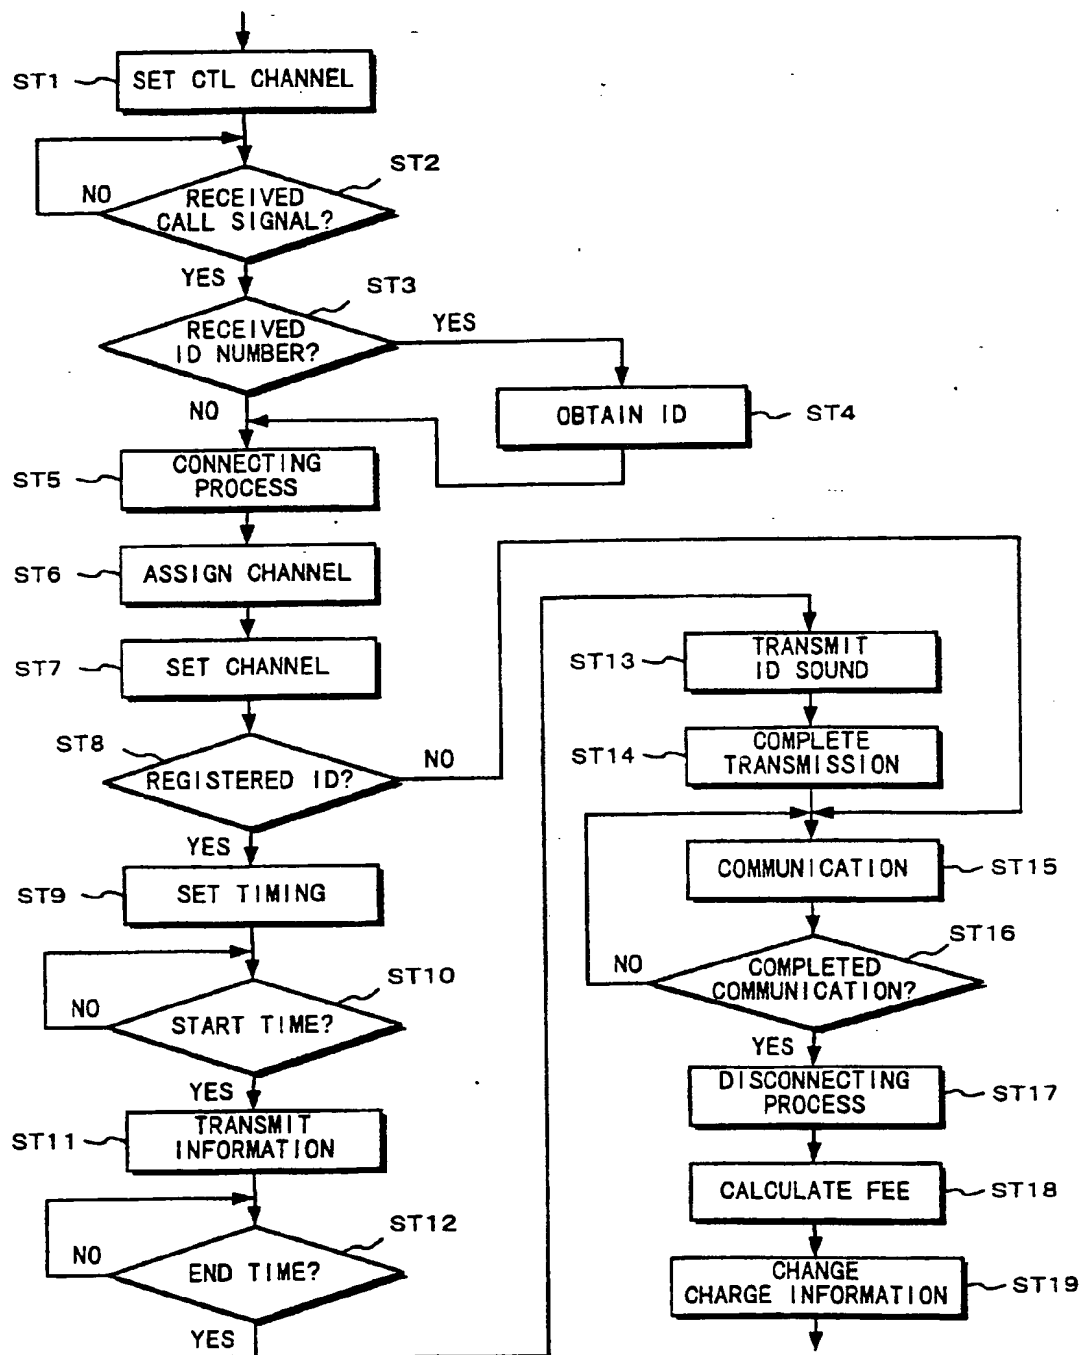 ST1
SET CTL CHANNEL
ST2
RECEIVED
CALL SIGNAL?
NO
YES
ST3
RECEIVED
ID NUMBER?
YES
NO
OBTAIN ID
ST4
ST5
CONNECTING
PROCESS
ST6
ASSIGN CHANNEL
ST7
SET CHANNEL
ST8
REGISTERED ID?
NO
YES
ST9
SET TIMING
ST10
START TIME?
NO
YES
ST11
TRANSMIT
INFORMATION
ST12
END TIME?
NO
YES
ST13
TRANSMIT
ID SOUND
ST14
COMPLETE
TRANSMISSION
COMMUNICATION
ST15
ST16
COMPLETED
COMMUNICATION?
NO
YES
DISCONNECTING
PROCESS
ST17
CALCULATE FEE
ST18
CHANGE
CHARGE INFORMATION
ST19